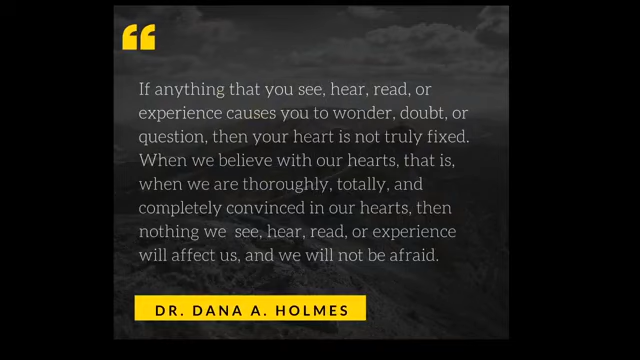 “
If anything that you see, hear, read, or
experience causes you to wonder, doubt, or
question, then your heart is not truly fixed.
When we believe with our hearts, that is,
when we are thoroughly, totally, and
completely convinced in our hearts, then
nothing we see, hear, read, or experience
will affect us, and we will not be afraid.
DR. DANA A. HOLMES